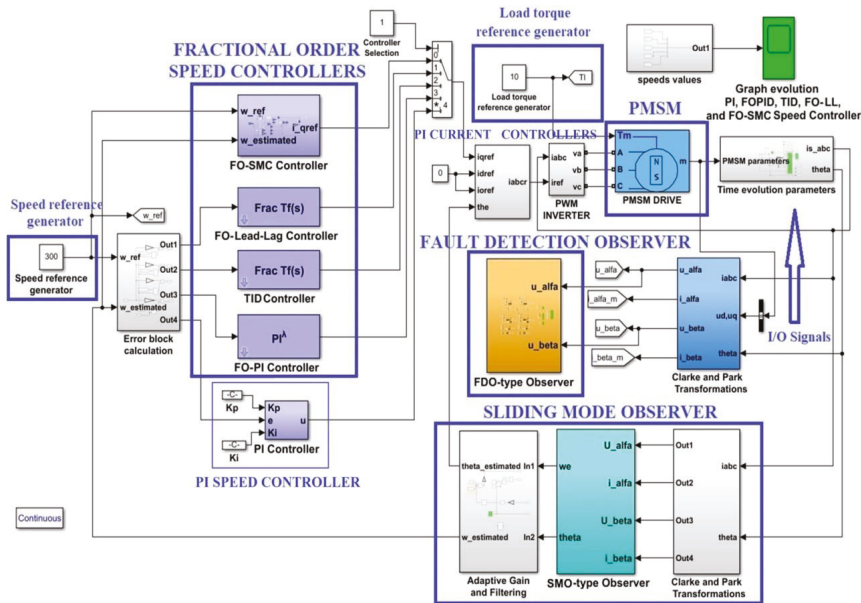 FRACTIONAL ORDER
SPEED CONTROLLERS
1
Controller
Selection
0
1
2
3
* 4
Load torque
reference generator
10
Tl
Load torque
reference generator
speeds values
Out1
Graph evolution
PI, FOPID, TID, FO-LL,
and FO-SMC Speed Controller
w_ref
w_estimated
i_qref
FO-SMC Controller
PI CURRENT CONTROLLERS
0
iqref
idref
ioref
the
iabcr
iabc
iref
va
vb
vc
PWM
INVERTER
PMSM
Tm
A
B
C
N
S
m
PMSM DRIVE
PMSM parameters
is_abc
theta
Time evolution parameters
Speed reference
generator
w_ref
300
Speed reference
generator
w_ref
w_estimated
Out1
Out2
Out3
Out4
Error block
calculation
Frac Tf(s)
FO-Lead-Lag Controller
Frac Tf(s)
TID Controller
PIλ
FO-PI Controller
FAULT DETECTION OBSERVER
u_alfa
u_beta
FDO-type Observer
u_alfa
i_alfa_m
u_beta
i_beta_m
u_alfa
i_alfa
u_beta
i_beta
iabc
ud,uq
theta
Clarke and Park
Transformations
I/O Signals
-C-
Kp
-C-
Ki
Kp
e
Ki
u
PI Controller
PI SPEED CONTROLLER
SLIDING MODE OBSERVER
theta_estimated
w_estimated
In1
In2
Adaptive Gain
and Filtering
we
theta
U_alfa
i_alfa
U_beta
i_beta
SMO-type Observer
Out1
Out2
Out3
Out4
iabc
theta
Clarke and Park
Transformations
Continuous